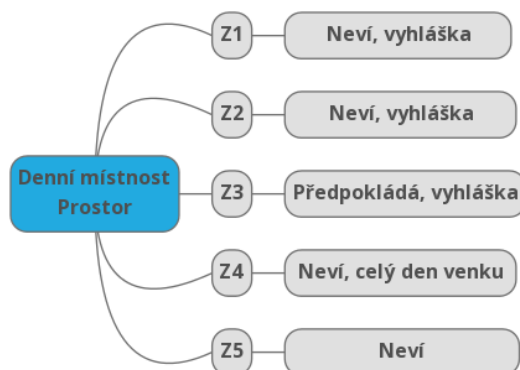 Z1 Neví, vyhláška
Z2 Neví, vyhláška
Denní místnost
Prostor
Z3 Předpokládá, vyhláška
Z4 Neví, celý den venku
Z5 Neví